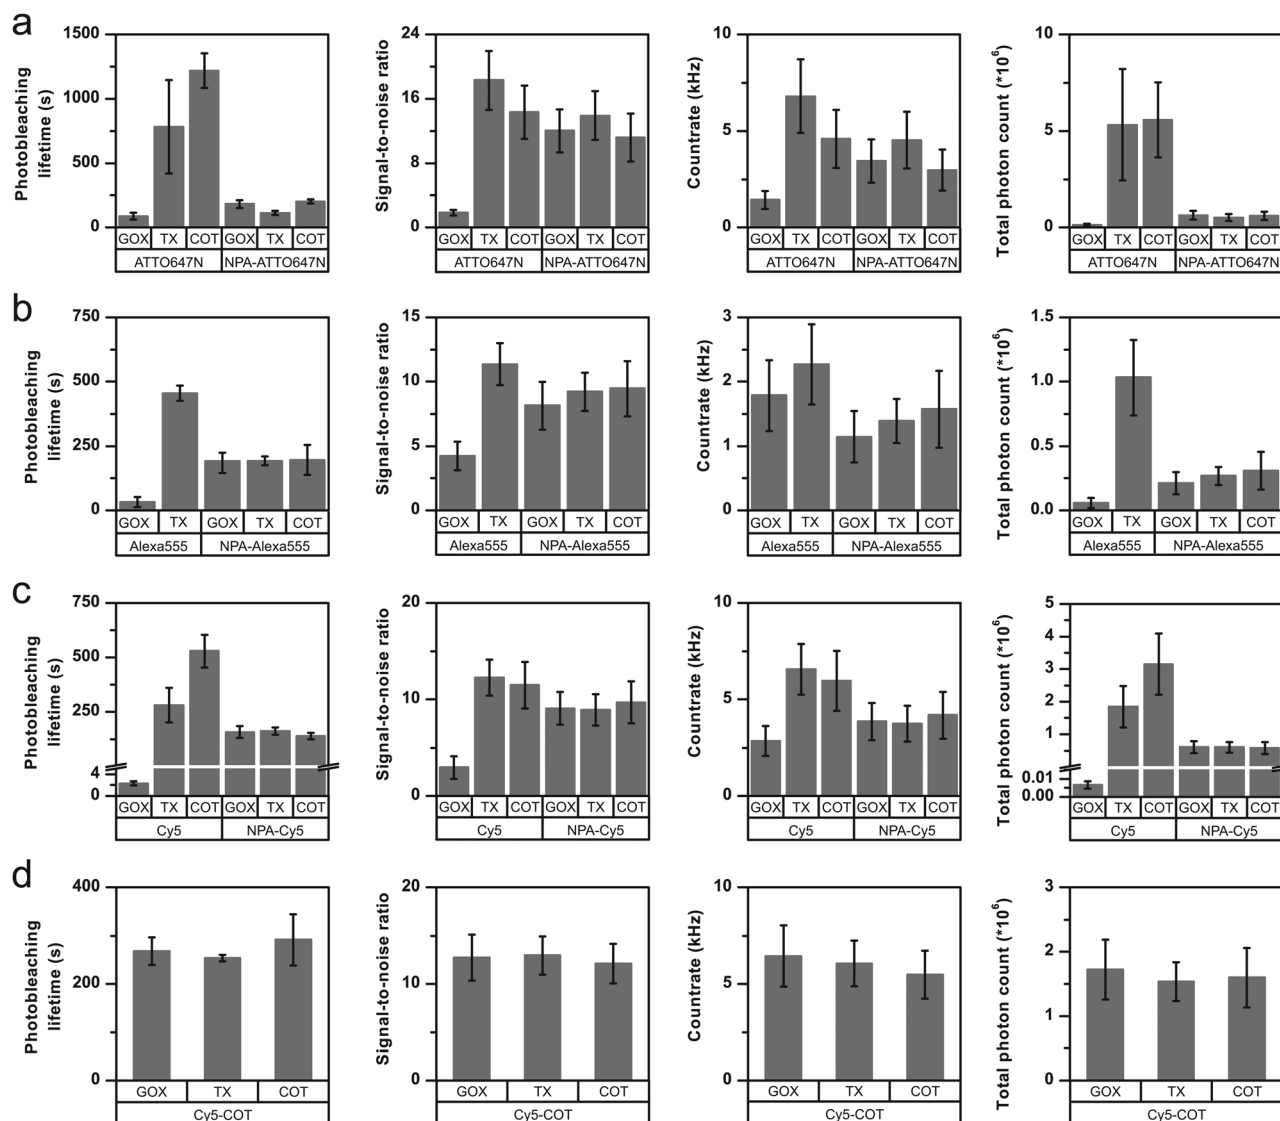 a
Photobleaching
lifetime (s)
1500
1000
500
0
GOX TX COT GOX TX COT
ATTO647N NPA-ATTO647N
Signal-to-noise ratio
24
16
8
0
GOX TX COT GOX TX COT
ATTO647N NPA-ATTO647N
Countrate (kHz)
10
5
0
GOX TX COT GOX TX COT
ATTO647N NPA-ATTO647N
Total photon count (*10⁶)
10
5
0
GOX TX COT GOX TX COT
ATTO647N NPA-ATTO647N
b
Photobleaching
lifetime (s)
750
500
250
0
GOX TX GOX TX COT
Alexa555 NPA-Alexa555
Signal-to-noise ratio
15
10
5
0
GOX TX GOX TX COT
Alexa555 NPA-Alexa555
Countrate (kHz)
3
2
1
0
GOX TX GOX TX COT
Alexa555 NPA-Alexa555
Total photon count (*10⁶)
1.5
1.0
0.5
0.0
GOX TX GOX TX COT
Alexa555 NPA-Alexa555
c
Photobleaching
lifetime (s)
750
500
250
4
0
GOX TX COT GOX TX COT
Cy5 NPA-Cy5
Signal-to-noise ratio
20
10
0
GOX TX COT GOX TX COT
Cy5 NPA-Cy5
Countrate (kHz)
10
5
0
GOX TX COT GOX TX COT
Cy5 NPA-Cy5
Total photon count (*10⁶)
5
4
3
2
1
0.01
0.00
GOX TX COT GOX TX COT
Cy5 NPA-Cy5
d
Photobleaching
lifetime (s)
400
200
0
GOX TX COT
Cy5-COT
Signal-to-noise ratio
20
10
0
GOX TX COT
Cy5-COT
Countrate (kHz)
10
5
0
GOX TX COT
Cy5-COT
Total photon count (*10⁶)
3
2
1
0
GOX TX COT
Cy5-COT